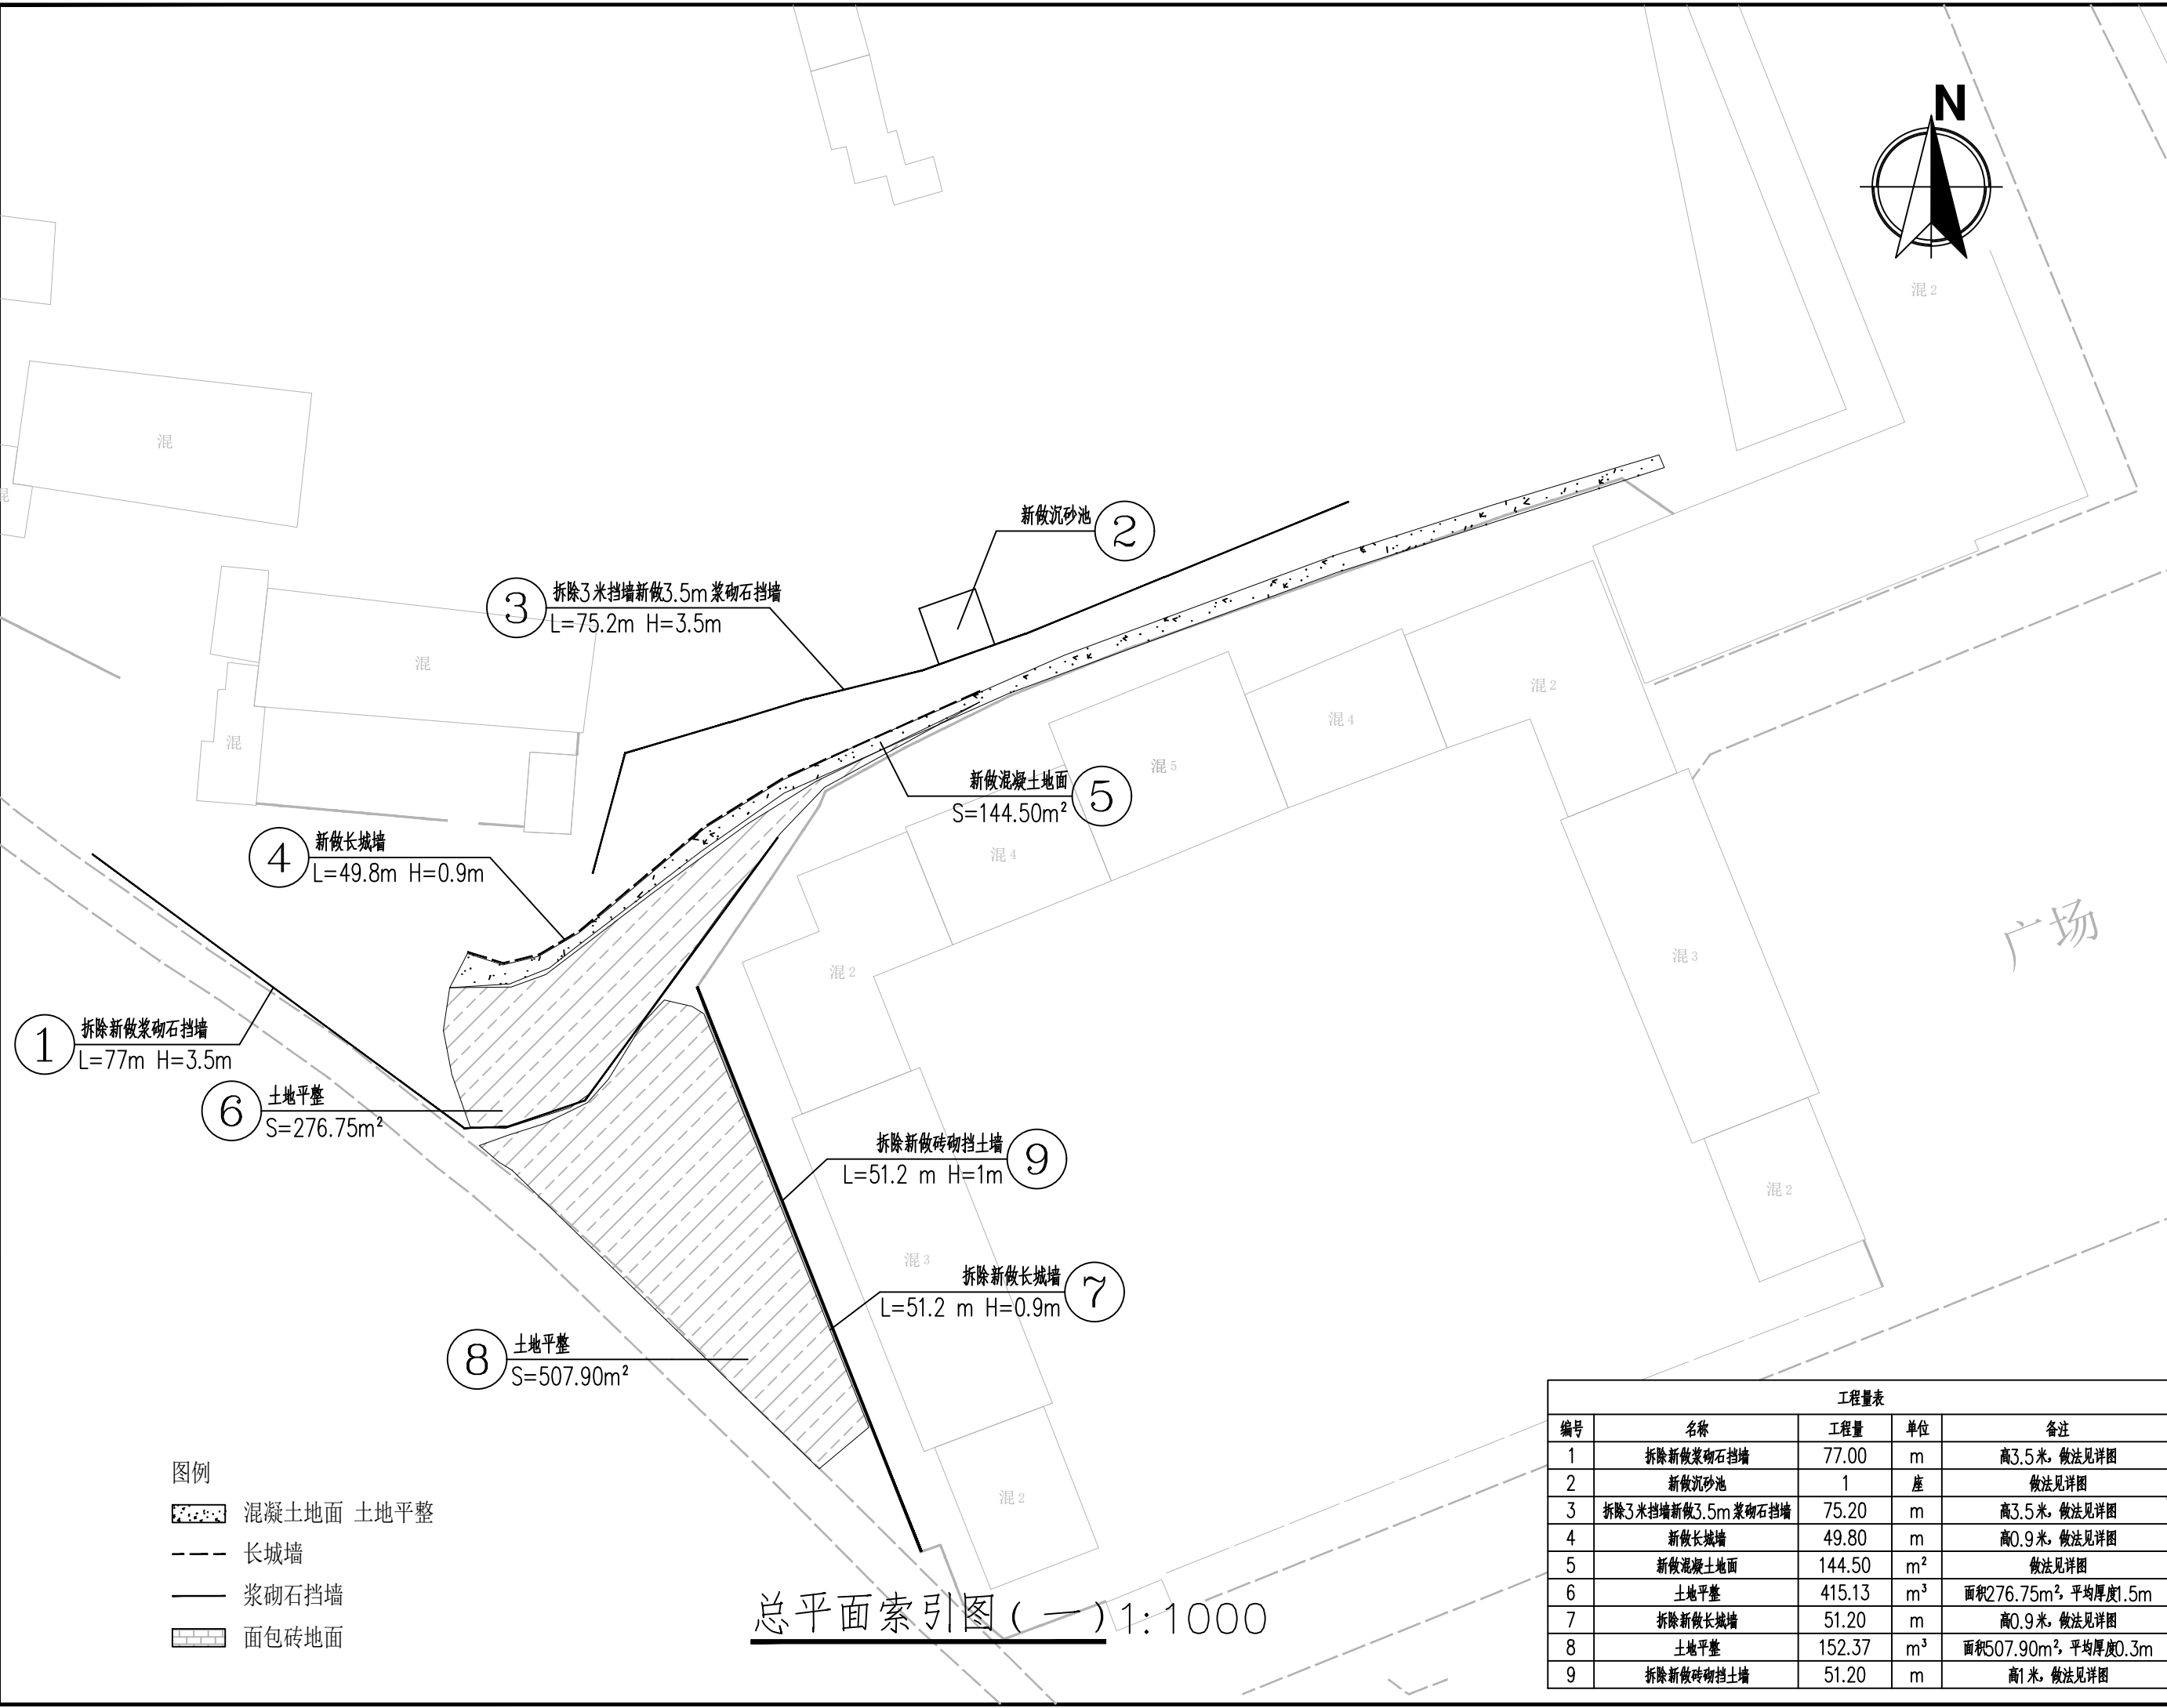 N
混2
混
混
混
混
新做沉砂池
2
3
拆除3米挡墙新做3.5m浆砌石挡墙
L=75.2m H=3.5m
混2
混4
混5
新做混凝土地面
S=144.50m²
5
混4
4
新做长城墙
L=49.8m H=0.9m
广场
混3
混2
1
拆除新做浆砌石挡墙
L=77m H=3.5m
6
土地平整
S=276.75m²
拆除新做砖砌挡土墙
L=51.2 m H=1m
9
混2
混3
拆除新做长城墙
L=51.2 m H=0.9m
7
8
土地平整
S=507.90m²
混2
图例
混凝土地面 土地平整
长城墙
浆砌石挡墙
面包砖地面
总平面索引图(一)1:1000
工程量表
编号 名称 工程量 单位 备注
1 拆除新做浆砌石挡墙 77.00 m 高3.5米，做法见详图
2 新做沉砂池 1 座 做法见详图
3 拆除3米挡墙新做3.5m浆砌石挡墙 75.20 m 高3.5米，做法见详图
4 新做长城墙 49.80 m 高0.9米，做法见详图
5 新做混凝土地面 144.50 m² 做法见详图
6 土地平整 415.13 m³ 面积276.75m²，平均厚度1.5m
7 拆除新做长城墙 51.20 m 高0.9米，做法见详图
8 土地平整 152.37 m³ 面积507.90m²，平均厚度0.3m
9 拆除新做砖砌挡土墙 51.20 m 高1米，做法见详图